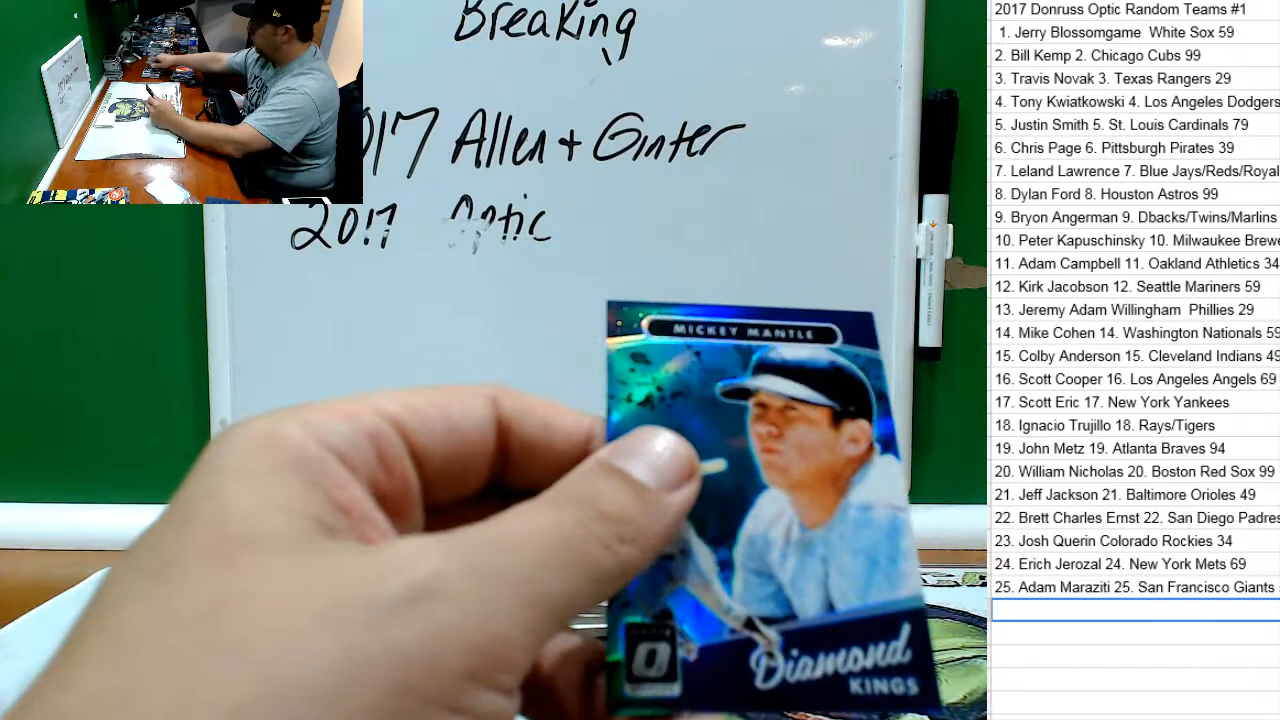 Breaking
17 Allen + Ginter
2017 Optic
MICKEY MANTLE
Diamond
KINGS
2017 Donruss Optic Random Teams #1
1. Jerry Blossomgame White Sox 59
2. Bill Kemp 2. Chicago Cubs 99
3. Travis Novak 3. Texas Rangers 29
4. Tony Kwiatkowski 4. Los Angeles Dodgers
5. Justin Smith 5. St. Louis Cardinals 79
6. Chris Page 6. Pittsburgh Pirates 39
7. Leland Lawrence 7. Blue Jays/Reds/Royal
8. Dylan Ford 8. Houston Astros 99
9. Bryon Angerman 9. Dbacks/Twins/Marlins
10. Peter Kapuschinsky 10. Milwaukee Brewe
11. Adam Campbell 11. Oakland Athletics 34
12. Kirk Jacobson 12. Seattle Mariners 59
13. Jeremy Adam Willingham Phillies 29
14. Mike Cohen 14. Washington Nationals 59
15. Colby Anderson 15. Cleveland Indians 49
16. Scott Cooper 16. Los Angeles Angels 69
17. Scott Eric 17. New York Yankees
18. Ignacio Trujillo 18. Rays/Tigers
19. John Metz 19. Atlanta Braves 94
20. William Nicholas 20. Boston Red Sox 99
21. Jeff Jackson 21. Baltimore Orioles 49
22. Brett Charles Ernst 22. San Diego Padres
23. Josh Querin Colorado Rockies 34
24. Erich Jerozal 24. New York Mets 69
25. Adam Maraziti 25. San Francisco Giants